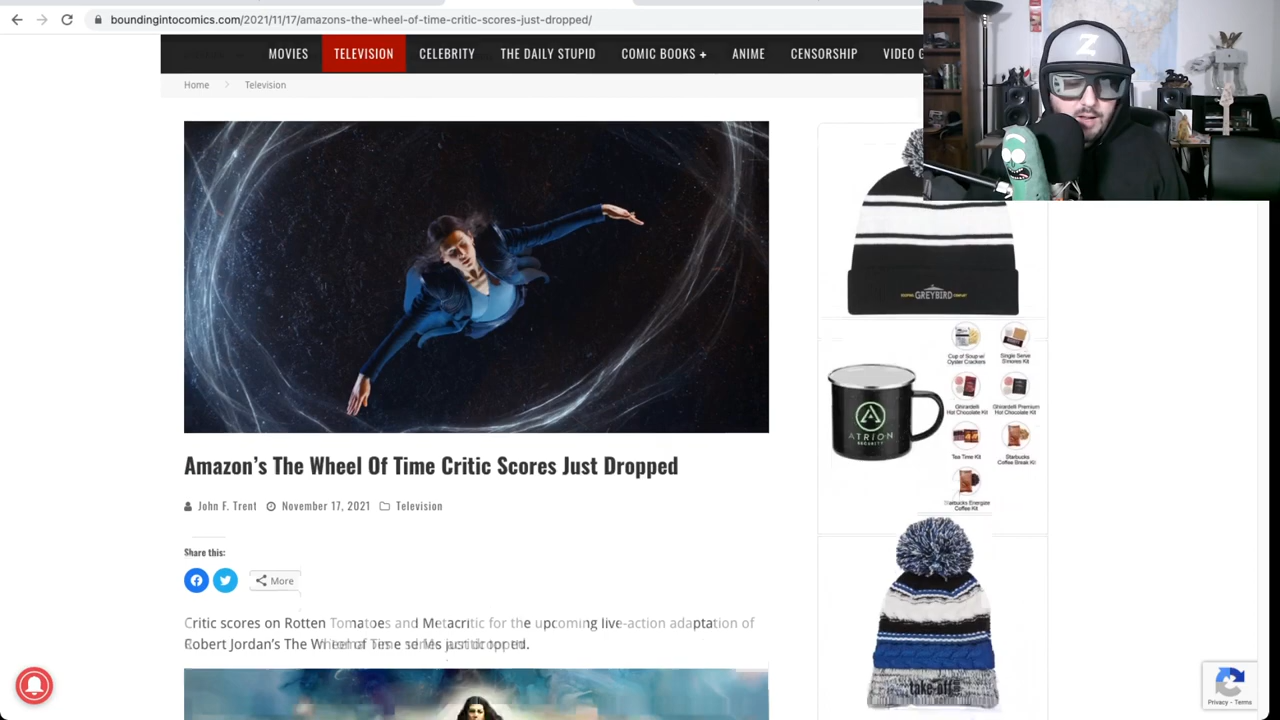 boundingintocomics.com/2021/11/17/amazons-the-wheel-of-time-critic-scores-just-dropped/
MOVIES TELEVISION CELEBRITY THE DAILY STUPID COMIC BOOKS + ANIME CENSORSHIP VIDEO G
Z
Home > Television
GREYBIRD
Cup of Soup w/ Oyster Crackers
Single Serve S'mores Kit
Ghirardelli Hot Chocolate Kit
Ghirardelli Premium Hot Chocolate Kit
ATRION
SECURITY
Tea Time Kit
Starbucks Coffee Break Kit
Starbucks Energize Coffee Kit
Amazon's The Wheel Of Time Critic Scores Just Dropped
John F. Trent November 17, 2021 Television
Share this:
More
Critic scores on Rotten Tomatoes and Metacritic for the upcoming live-action adaptation of
Robert Jordan's The of Time series just dropped.
take-off
Privacy - Terms